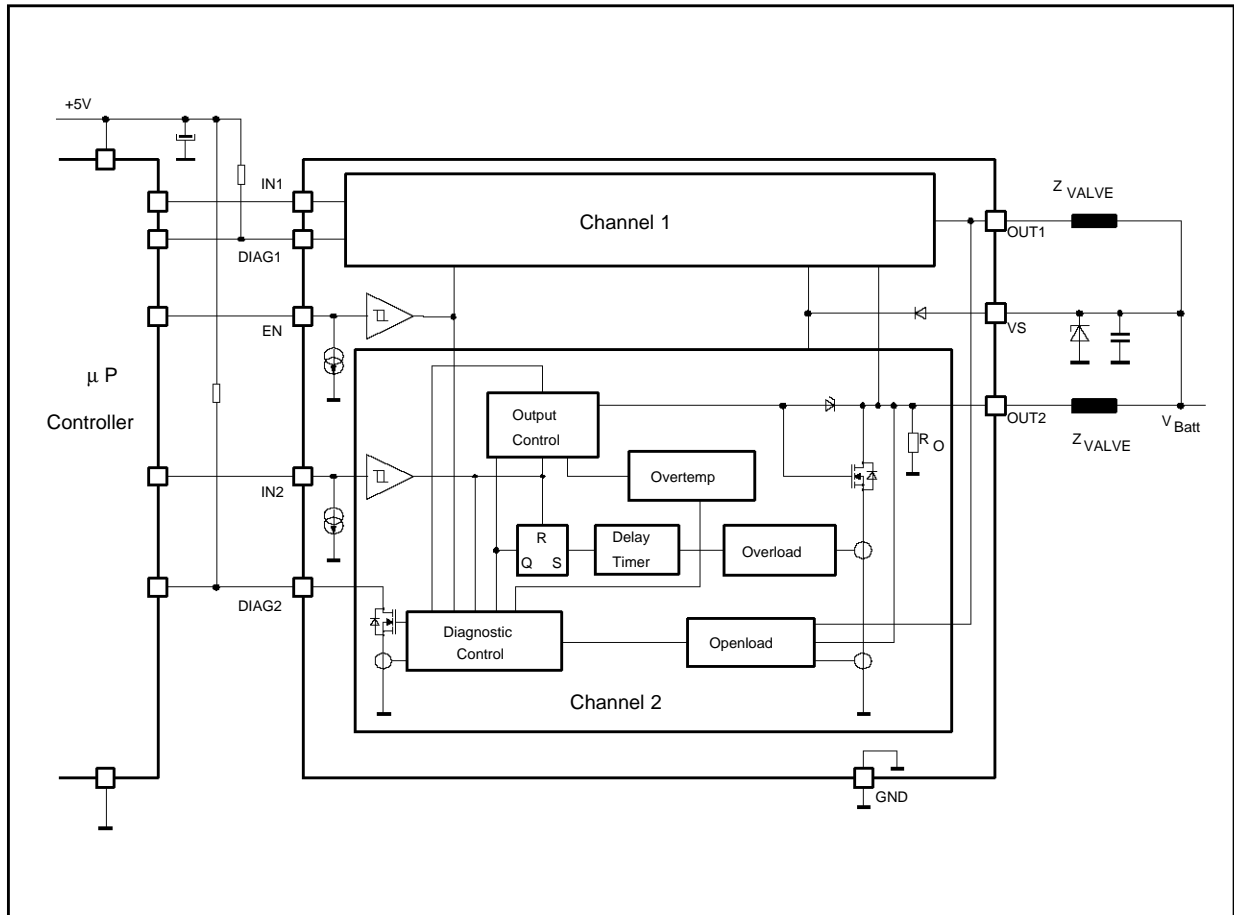 +5V
IN1
Z VALVE
Channel 1
OUT1
DIAG1
EN
VS
μ P
Controller
Output
Control
OUT2
V Batt
R O
Z VALVE
Overtemp
IN2
R
Q S
Delay
Timer
Overload
DIAG2
Diagnostic
Control
Openload
Channel 2
GND